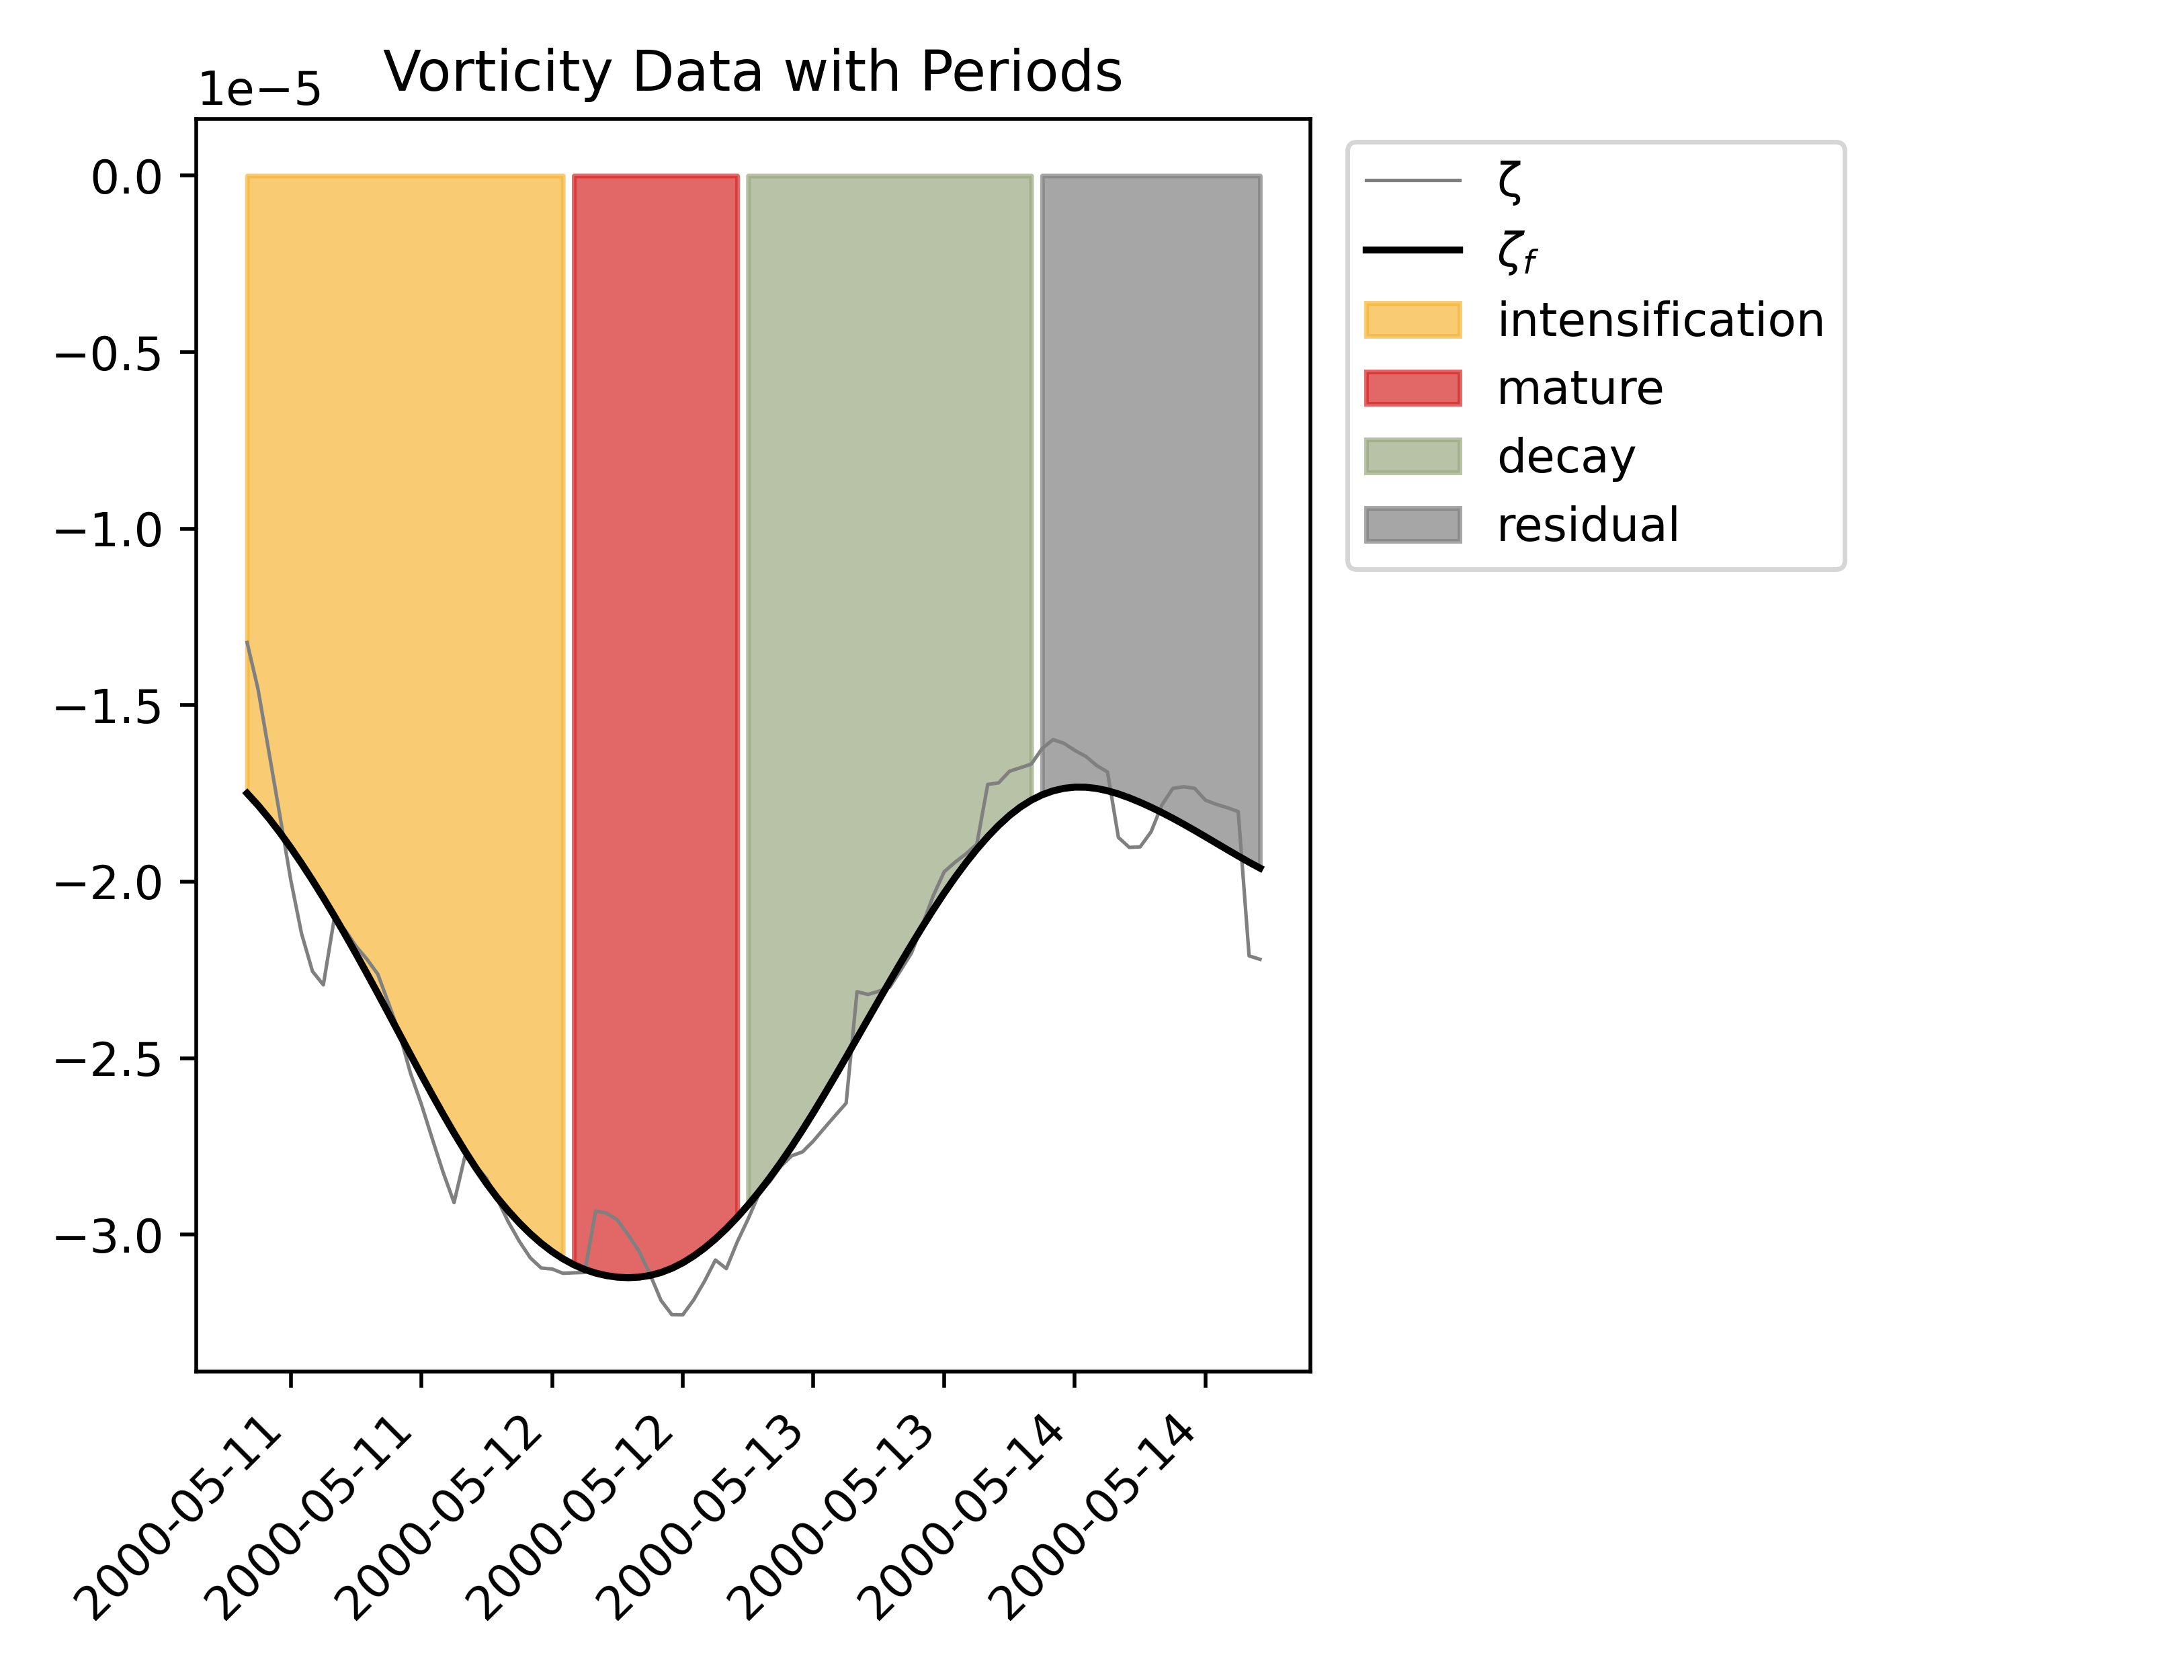 Vorticity Data with Periods
1e−5
0.0
−0.5
−1.0
−1.5
−2.0
−2.5
−3.0
2000-05-11
2000-05-11
2000-05-12
2000-05-12
2000-05-13
2000-05-13
2000-05-14
2000-05-14
ζ
ζf
intensification
mature
decay
residual